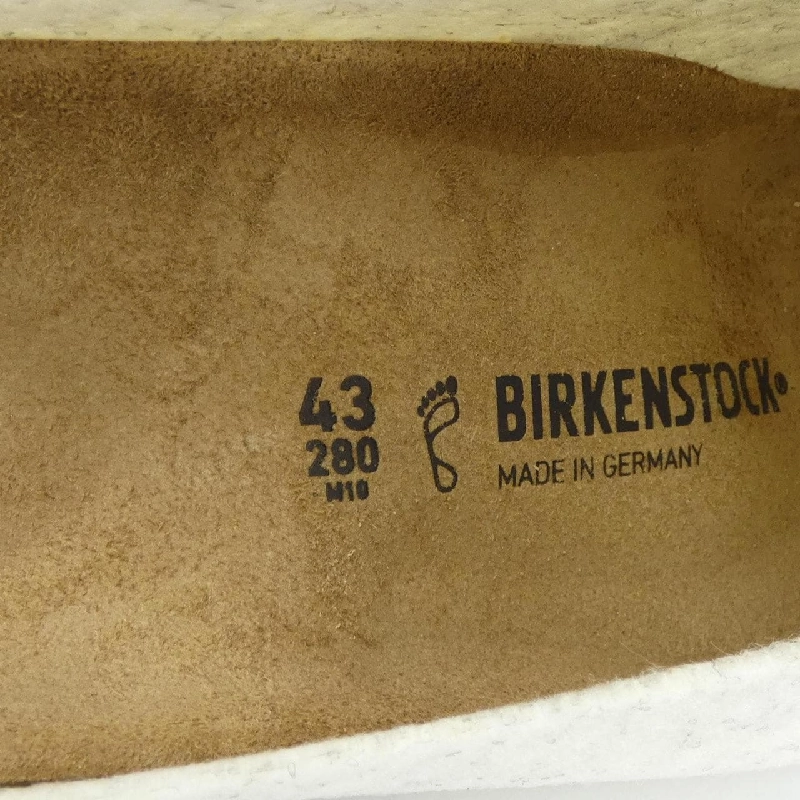 43
280
M10
BIRKENSTOCK®
MADE IN GERMANY